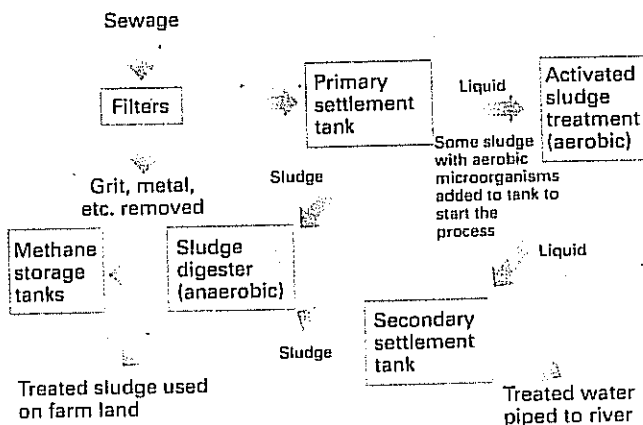 Sewage
Filters
Grit, metal,
etc. removed
Primary
settlement
tank
Liquid
Activated
sludge
treatment
(aerobic)
Some sludge
with aerobic
microorganisms
added to tank to
start the
process
Sludge
Methane
storage
tanks
Sludge
digester
(anaerobic)
Liquid
Sludge
Secondary
settlement
tank
Treated sludge used
on farm land
Treated water
piped to river